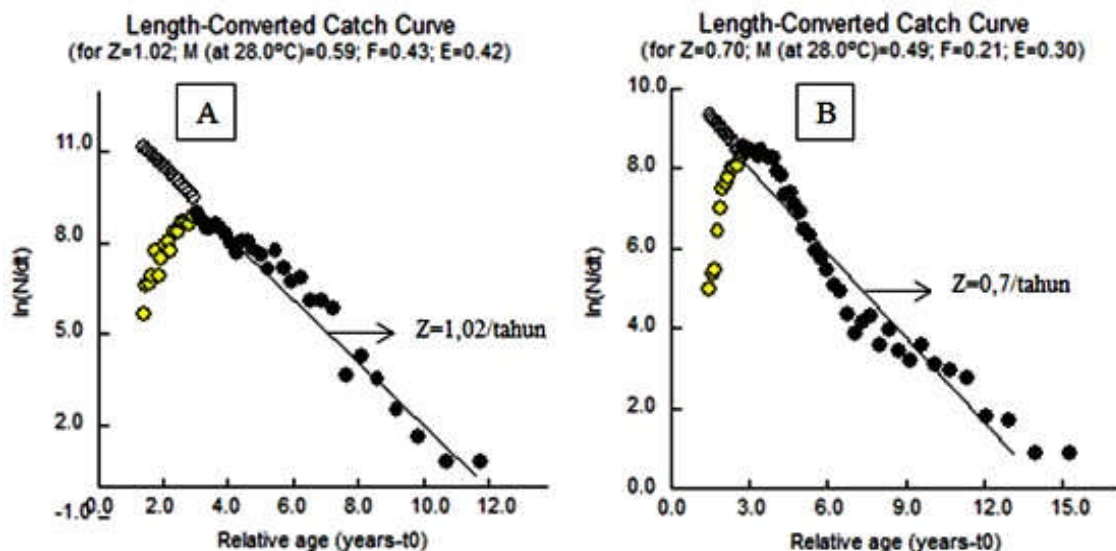 Length-Converted Catch Curve
(for Z=1.02; M (at 28.0ºC)=0.59; F=0.43; E=0.42)
A
11.0
8.0
5.0
2.0
-1.0
ln(N/dt)
Z=1,02/tahun
0.0 2.0 4.0 6.0 8.0 10.0 12.0
Relative age (years-t0)
Length-Converted Catch Curve
(for Z=0.70; M (at 28.0ºC)=0.49; F=0.21; E=0.30)
B
10.0
8.0
6.0
4.0
2.0
0.0
ln(N/dt)
Z=0,7/tahun
0.0 3.0 6.0 9.0 12.0 15.0
Relative age (years-t0)